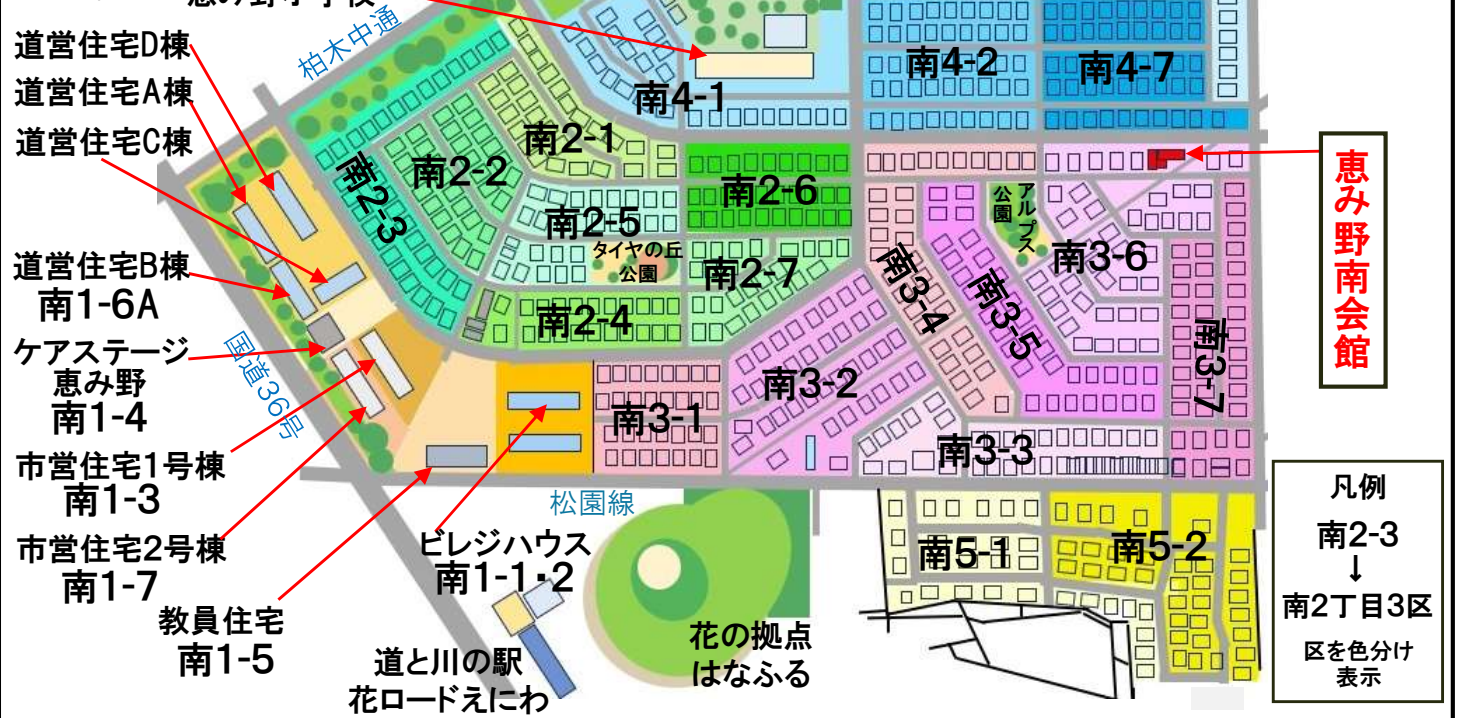 恵み野小学校
道営住宅D棟
柏木中通
道営住宅A棟
道営住宅C棟
南4-1
南4-2
南4-7
南2-1
南2-2
南2-3
南2-5
南2-6
タイヤの丘
公園
南2-7
南2-4
アルプス
公園
南3-6
南3-4
南3-5
南3-7
恵み野南会館
道営住宅B棟
南1-6A
ケアステージ
恵み野
南1-4
国道36号
市営住宅1号棟
南1-3
市営住宅2号棟
南1-7
教員住宅
南1-5
南3-1
南3-2
南3-3
松園線
ビレジハウス
南1-1・2
道と川の駅
花ロードえにわ
花の拠点
はなふる
南5-1
南5-2
凡例
南2-3
↓
南2丁目3区
区を色分け
表示